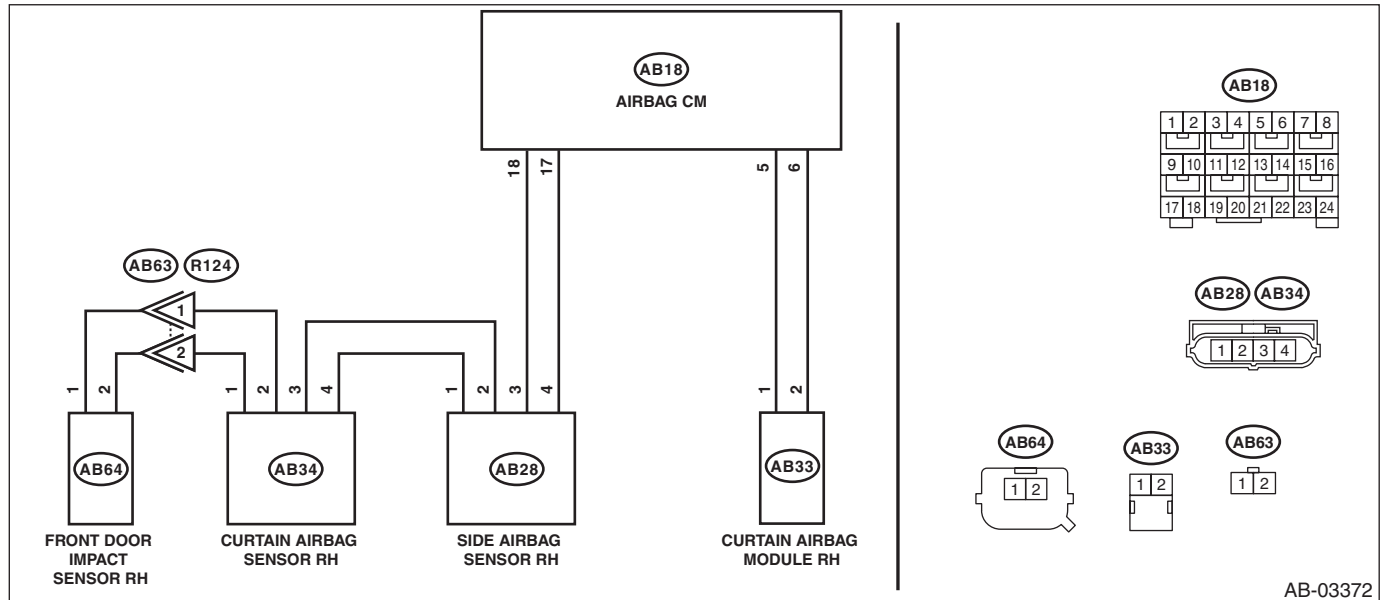 AB18
AIRBAG CM
18 17 5 6
AB63 R124
1
2
1 2 1 2 3 4 1 2 3 4 1 2
AB64 AB34 AB28 AB33
FRONT DOOR
IMPACT
SENSOR RH
CURTAIN AIRBAG
SENSOR RH
SIDE AIRBAG
SENSOR RH
CURTAIN AIRBAG
MODULE RH
AB18
1 2 3 4 5 6 7 8
9 10 11 12 13 14 15 16
17 18 19 20 21 22 23 24
AB28 AB34
1 2 3 4
AB64
1 2
AB33
1 2
AB63
1 2
AB-03372